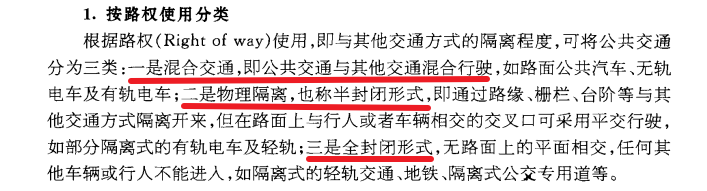 1. 按路权使用分类
根据路权(Right of way)使用,即与其他交通方式的隔离程度,可将公共交通
分为三类:一是混合交通,即公共交通与其他交通混合行驶,如路面公共汽车、无轨
电车及有轨电车;二是物理隔离,也称半封闭形式,即通过路缘、栅栏、台阶等与其
他交通方式隔离开来,但在路面上与行人或者车辆相交的交叉口可采用平交行驶,
如部分隔离式的有轨电车及轻轨;三是全封闭形式,无路面上的平面相交,任何其
他车辆或行人不能进入,如隔离式的轻轨交通、地铁、隔离式公交专用道等。